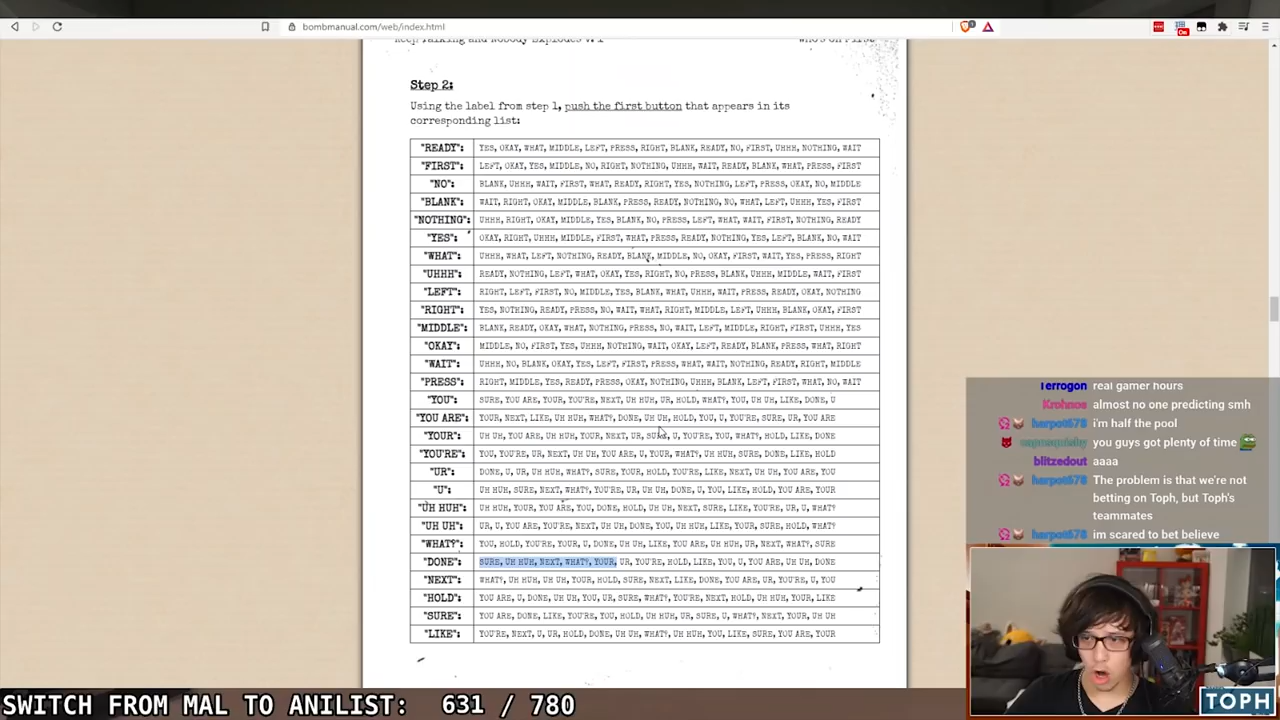 bombmanual.com/web/index.html
Keep Talking and Nobody Explodes v. 1
Who's on First
Step 2:
Using the label from step 1, push the first button that appears in its
corresponding list:
"READY": YES, OKAY, WHAT, MIDDLE, LEFT, PRESS, RIGHT, BLANK, READY, NO, FIRST, UHHH, NOTHING, WAIT
"FIRST": LEFT, OKAY, YES, MIDDLE, NO, RIGHT, NOTHING, UHHH, WAIT, READY, BLANK, WHAT, PRESS, FIRST
"NO": BLANK, UHHH, WAIT, FIRST, WHAT, READY, RIGHT, YES, NOTHING, LEFT, PRESS, OKAY, NO, MIDDLE
"BLANK": WAIT, RIGHT, OKAY, MIDDLE, BLANK, PRESS, READY, NOTHING, NO, WHAT, LEFT, UHHH, YES, FIRST
"NOTHING": UHHH, RIGHT, OKAY, MIDDLE, YES, BLANK, NO, PRESS, LEFT, WHAT, WAIT, FIRST, NOTHING, READY
"YES": OKAY, RIGHT, UHHH, MIDDLE, FIRST, WHAT, PRESS, READY, NOTHING, YES, LEFT, BLANK, NO, WAIT
"WHAT": UHHH, WHAT, LEFT, NOTHING, READY, BLANK, MIDDLE, NO, OKAY, FIRST, WAIT, YES, PRESS, RIGHT
"UHHH": READY, NOTHING, LEFT, WHAT, OKAY, YES, RIGHT, NO, PRESS, BLANK, UHHH, MIDDLE, WAIT, FIRST
"LEFT": RIGHT, LEFT, FIRST, NO, MIDDLE, YES, BLANK, WHAT, UHHH, WAIT, PRESS, READY, OKAY, NOTHING
"RIGHT": YES, NOTHING, READY, PRESS, NO, WAIT, WHAT, RIGHT, MIDDLE, LEFT, UHHH, BLANK, OKAY, FIRST
"MIDDLE": BLANK, READY, OKAY, WHAT, NOTHING, PRESS, NO, WAIT, LEFT, MIDDLE, RIGHT, FIRST, UHHH, YES
"OKAY": MIDDLE, NO, FIRST, YES, UHHH, NOTHING, WAIT, OKAY, LEFT, READY, BLANK, PRESS, WHAT, RIGHT
"WAIT": UHHH, NO, BLANK, OKAY, YES, LEFT, FIRST, PRESS, WHAT, WAIT, NOTHING, READY, RIGHT, MIDDLE
"PRESS": RIGHT, MIDDLE, YES, READY, PRESS, OKAY, NOTHING, UHHH, BLANK, LEFT, FIRST, WHAT, NO, WAIT
"YOU": SURE, YOU ARE, YOUR, YOU'RE, NEXT, UH HUH, UR, HOLD, WHAT?, YOU, UH UH, LIKE, DONE, U
"YOU ARE": YOUR, NEXT, LIKE, UH HUH, WHAT?, DONE, UH UH, HOLD, YOU, U, YOU'RE, SURE, UR, YOU ARE
"YOUR": UH UH, YOU ARE, UH HUH, YOUR, NEXT, UR, SURE, U, YOU'RE, YOU, WHAT?, HOLD, LIKE, DONE
"YOU'RE": YOU, YOU'RE, UR, NEXT, UH UH, YOU ARE, U, YOUR, WHAT?, UH HUH, SURE, DONE, LIKE, HOLD
"UR": DONE, U, UR, UH HUH, WHAT?, SURE, YOUR, HOLD, YOU'RE, LIKE, NEXT, UH UH, YOU ARE, YOU
"U": UH HUH, SURE, NEXT, WHAT?, YOU'RE, UR, UH UH, DONE, U, YOU, LIKE, HOLD, YOU ARE, YOUR
"UH HUH": UH HUH, YOUR, YOU ARE, YOU, DONE, HOLD, UH UH, NEXT, SURE, LIKE, YOU'RE, UR, U, WHAT?
"UH UH": UR, U, YOU ARE, YOU'RE, NEXT, UH UH, DONE, YOU, UH HUH, LIKE, YOUR, SURE, HOLD, WHAT?
"WHAT?": YOU, HOLD, YOU'RE, YOUR, U, DONE, UH UH, LIKE, YOU ARE, UH HUH, UR, NEXT, WHAT?, SURE
"DONE": SURE, UH HUH, NEXT, WHAT?, YOUR, UR, YOU'RE, HOLD, LIKE, YOU, U, YOU ARE, UH UH, DONE
"NEXT": WHAT?, UH HUH, UH UH, YOUR, HOLD, SURE, NEXT, LIKE, DONE, YOU ARE, UR, YOU'RE, U, YOU
"HOLD": YOU ARE, U, DONE, UH UH, YOU, UR, SURE, WHAT?, YOU'RE, NEXT, HOLD, UH HUH, YOUR, LIKE
"SURE": YOU ARE, DONE, LIKE, YOU'RE, YOU, HOLD, UH HUH, UR, SURE, U, WHAT?, NEXT, YOUR, UH UH
"LIKE": YOU'RE, NEXT, U, UR, HOLD, DONE, UH UH, WHAT?, UH HUH, YOU, LIKE, SURE, YOU ARE, YOUR
Terrogon real gamer hours
Krohnos almost no one predicting smh
harpot678 i'm half the pool
you guys got plenty of time
blitzedout aaaa
harpot678 The problem is that we're not
betting on Toph, but Toph's
teammates
harpot678 im scared to bet believe
TOPH
SWITCH FROM MAL TO ANILIST: 631 / 780